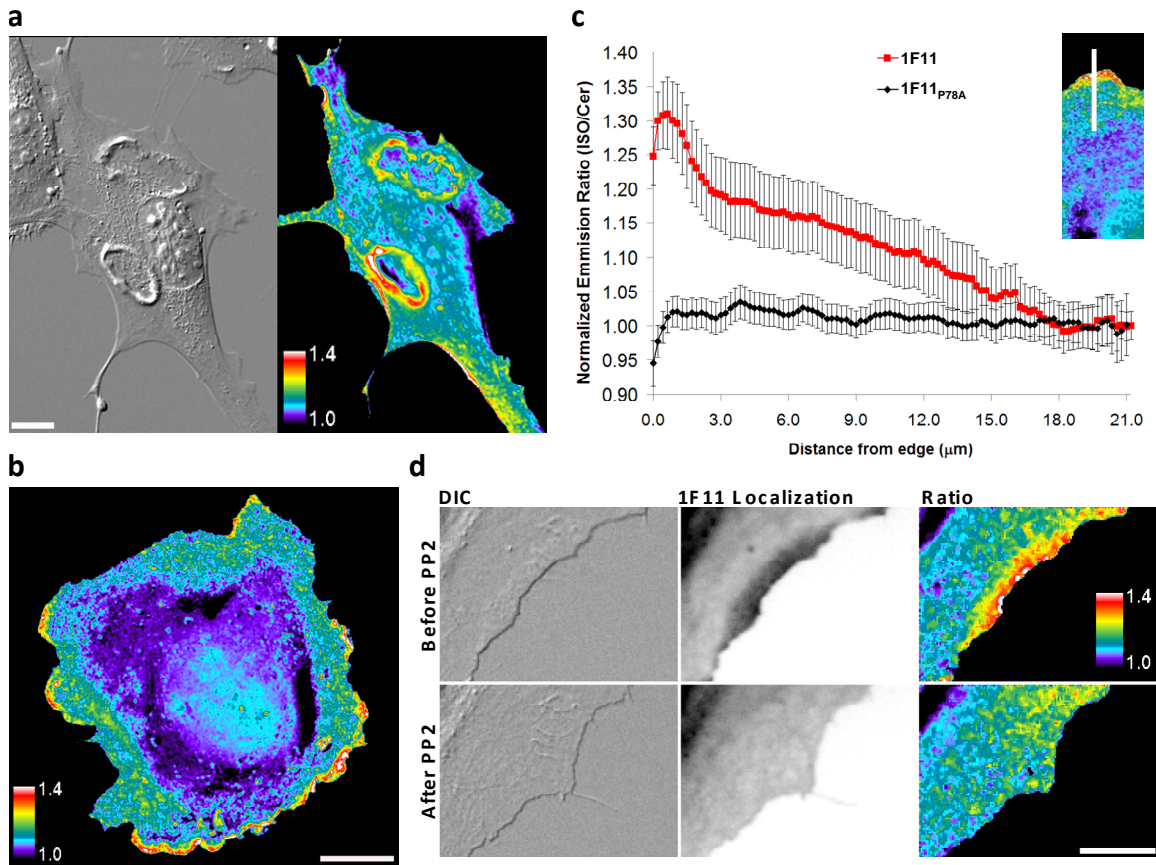 a
1.4
1.0
b
1.4
1.0
c
Normalized Emmision Ratio (ISO/Cer)
1.40
1.35
1.30
1.25
1.20
1.15
1.10
1.05
1.00
0.95
0.90
1F11
1F11P78A
0.0 3.0 6.0 9.0 12.0 15.0 18.0 21.0
Distance from edge (µm)
d
DIC 1F11 Localization Ratio
Before PP2
1.4
1.0
After PP2